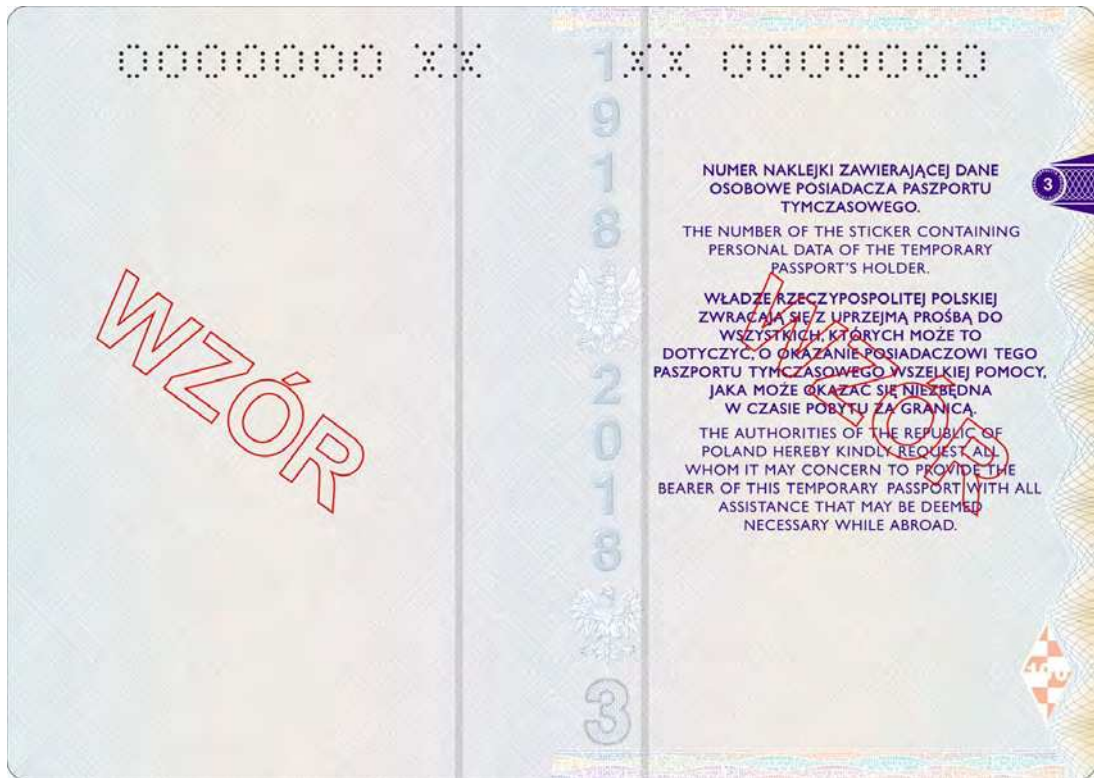 0000000 XX
XX 0000000
WZÓR
1918
2018
3
NUMER NAKLEJKI ZAWIERAJĄCEJ DANE
OSOBOWE POSIADACZA PASZPORTU
TYMCZASOWEGO.
THE NUMBER OF THE STICKER CONTAINING
PERSONAL DATA OF THE TEMPORARY
PASSPORT'S HOLDER.
WŁADZE RZECZYPOSPOLITEJ POLSKIEJ
ZWRACAJĄ SIĘ Z UPRZEJMĄ PROŚBĄ DO
WSZYSTKICH, KTÓRYCH MOŻE TO
DOTYCZYĆ, O OKAZANIE POSIADACZOWI TEGO
PASZPORTU TYMCZASOWEGO WSZELKIEJ POMOCY,
JAKA MOŻE OKAZAĆ SIĘ NIEZBĘDNA
W CZASIE POBYTU ZA GRANICĄ.
THE AUTHORITIES OF THE REPUBLIC OF
POLAND HEREBY KINDLY REQUEST ALL
WHOM IT MAY CONCERN TO PROVIDE THE
BEARER OF THIS TEMPORARY PASSPORT WITH ALL
ASSISTANCE THAT MAY BE DEEMED
NECESSARY WHILE ABROAD.
WZÓR
3